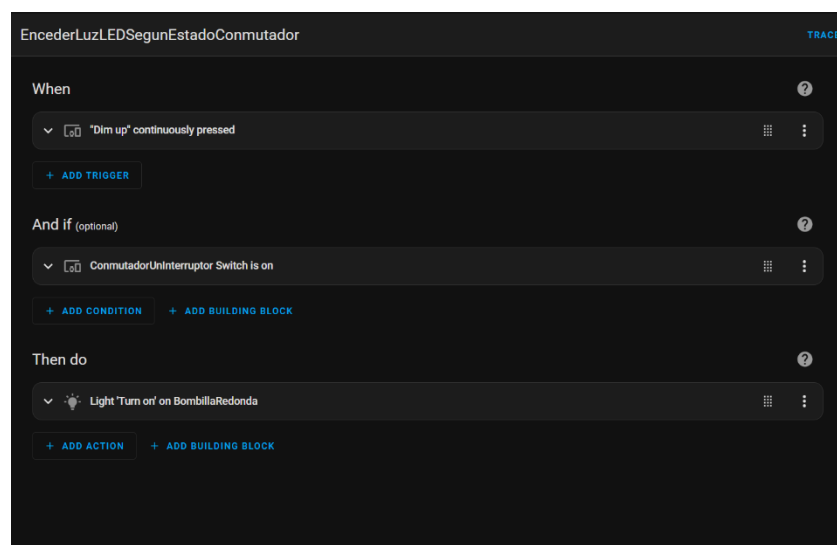 EncederLuzLEDSegunEstadoConmutador TRACE
When
"Dim up" continuously pressed
+ ADD TRIGGER
And if (optional)
ConmutadorUnInterruptor Switch is on
+ ADD CONDITION + ADD BUILDING BLOCK
Then do
Light 'Turn on' on BombillaRedonda
+ ADD ACTION + ADD BUILDING BLOCK